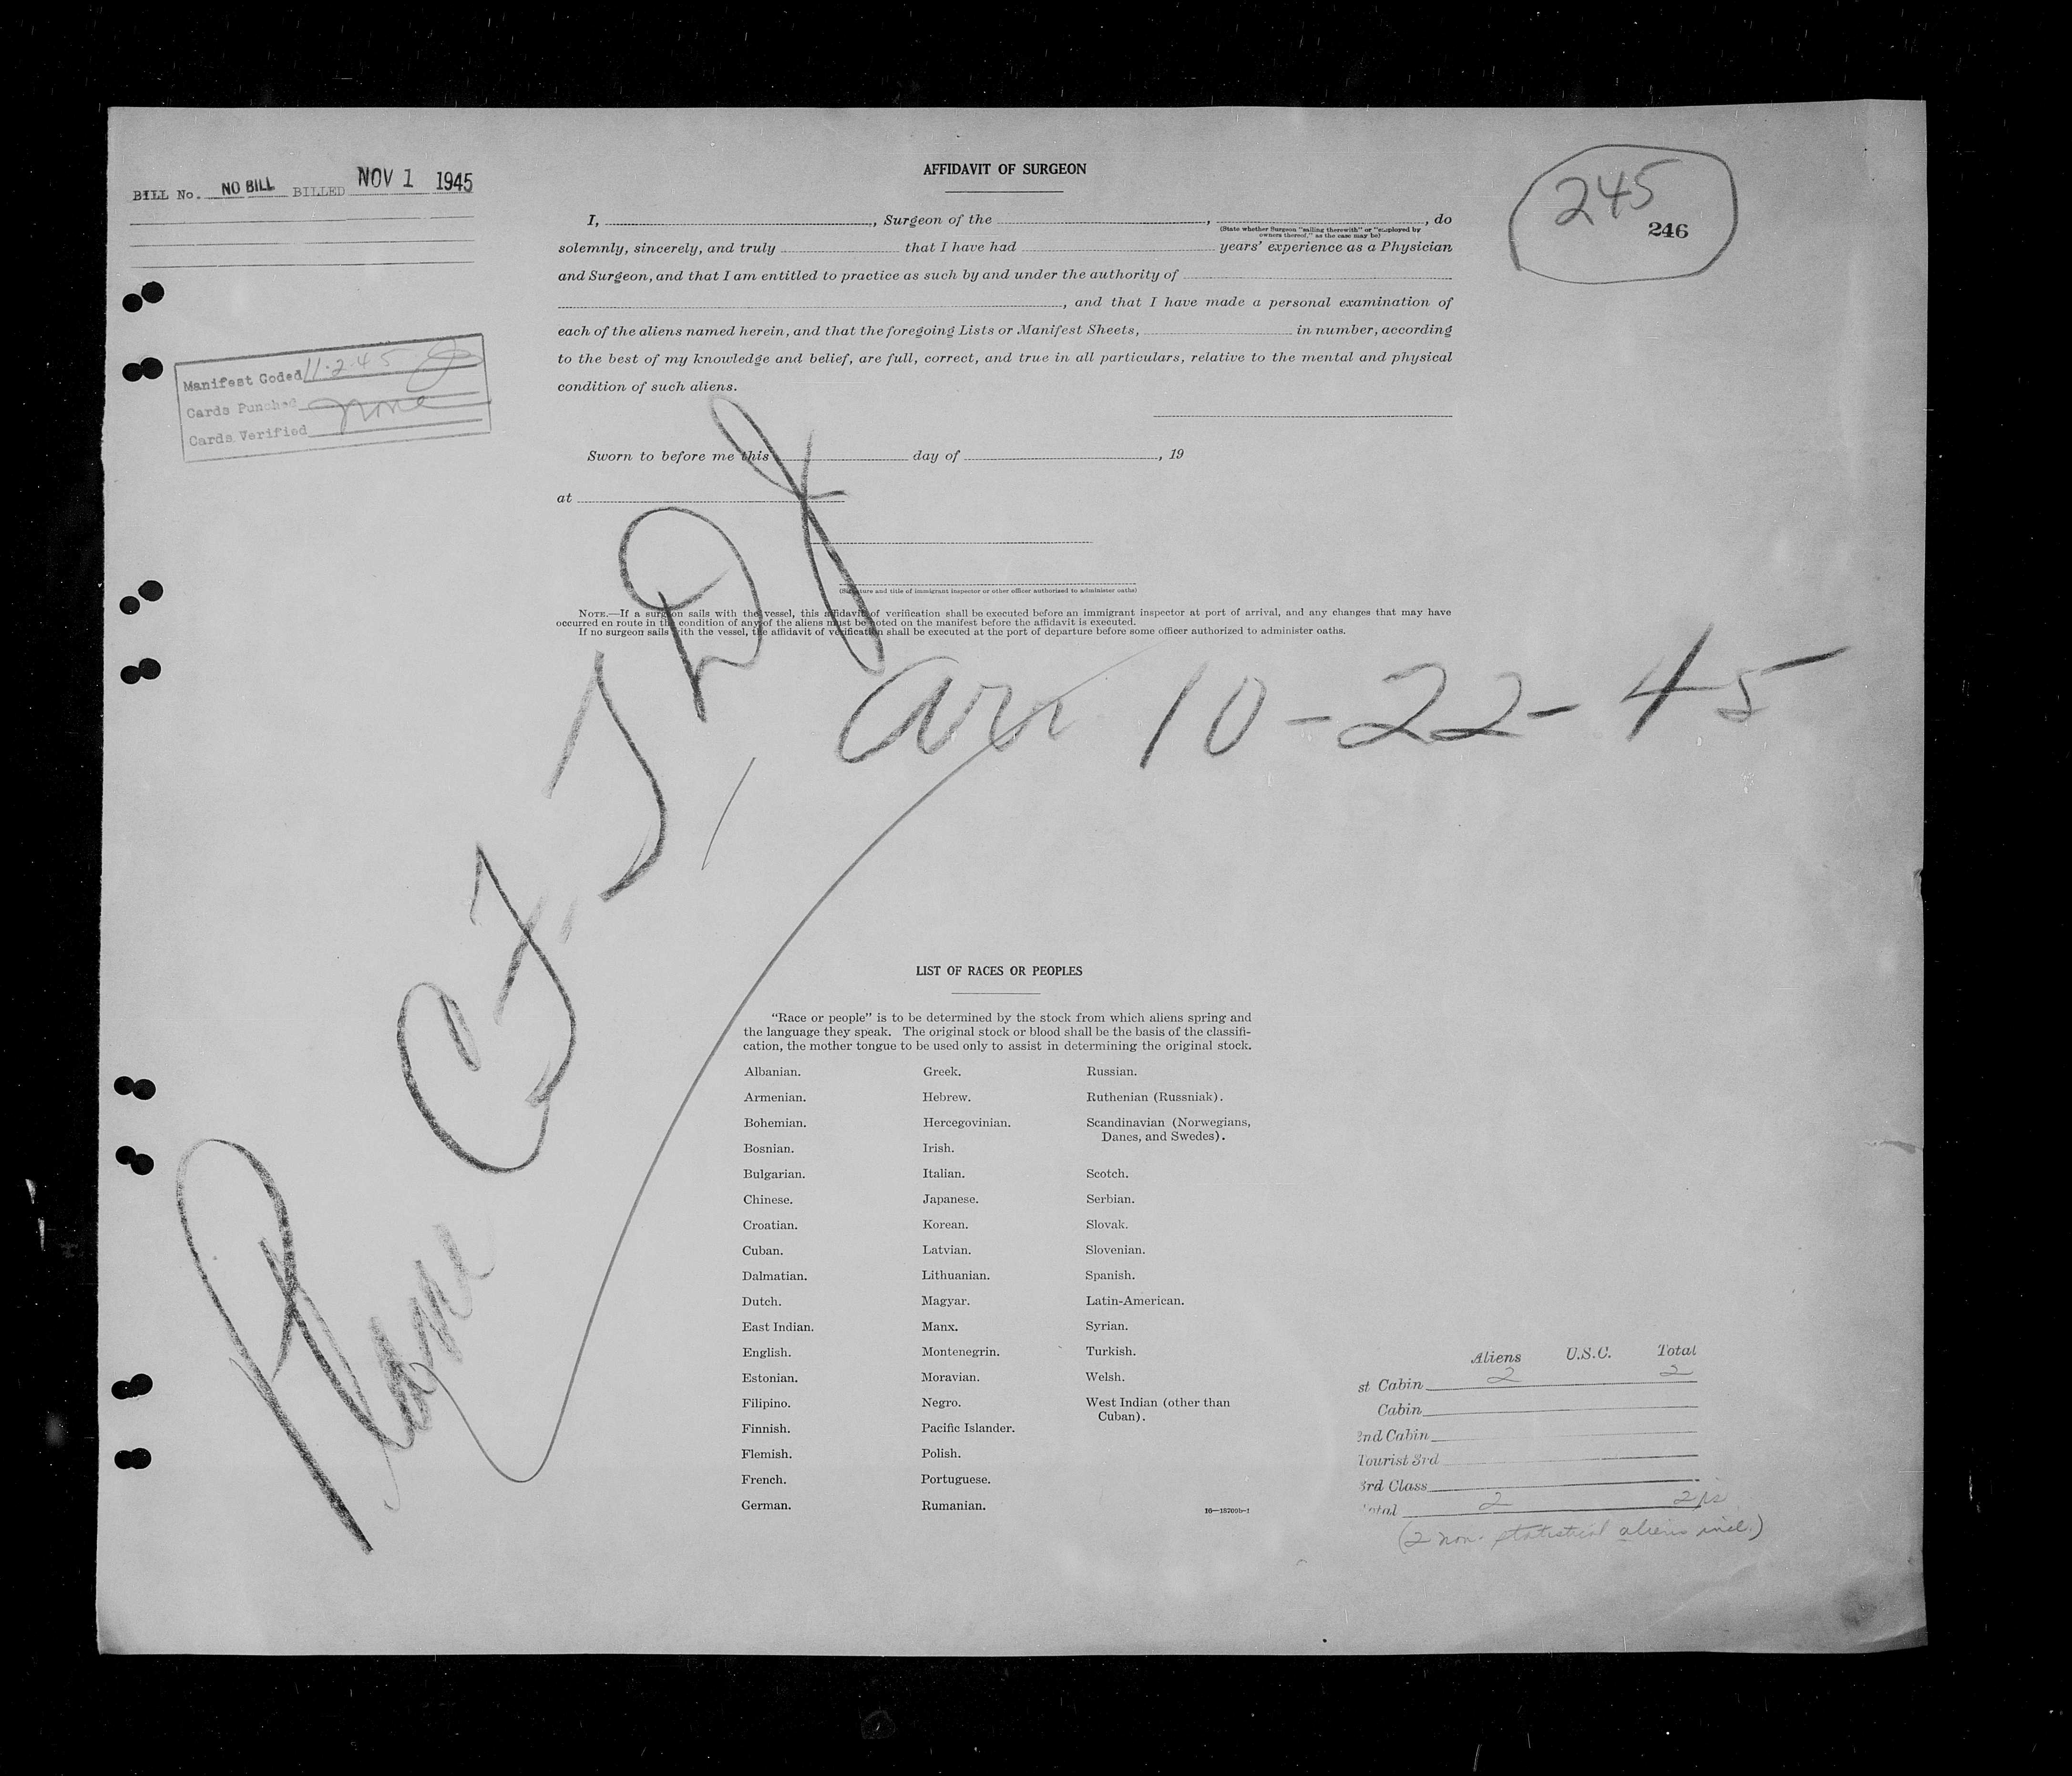 BILL No. NO BILL BILLED NOV 1 1945
AFFIDAVIT OF SURGEON
245
246
I, , Surgeon of the , , do
(State whether Surgeon "sailing therewith" or "employed by
owners thereof," as the case may be)
solemnly, sincerely, and truly that I have had years' experience as a Physician
and Surgeon, and that I am entitled to practice as such by and under the authority of
, and that I have made a personal examination of
each of the aliens named herein, and that the foregoing Lists or Manifest Sheets, in number, according
to the best of my knowledge and belief, are full, correct, and true in all particulars, relative to the mental and physical
condition of such aliens.
Manifest Coded 11-2-45
Cards Punched none
Cards Verified
Sworn to before me this day of , 19
at
(Signature and title of immigrant inspector or other officer authorized to administer oaths)
NOTE.—If a surgeon sails with the vessel, this affidavit of verification shall be executed before an immigrant inspector at port of arrival, and any changes that may have
occurred en route in the condition of any of the aliens must be noted on the manifest before the affidavit is executed.
If no surgeon sails with the vessel, the affidavit of verification shall be executed at the port of departure before some officer authorized to administer oaths.
Plane CF, TDJ
arr 10-22-45
LIST OF RACES OR PEOPLES
"Race or people" is to be determined by the stock from which aliens spring and
the language they speak. The original stock or blood shall be the basis of the classifi-
cation, the mother tongue to be used only to assist in determining the original stock.
Albanian.
Armenian.
Bohemian.
Bosnian.
Bulgarian.
Chinese.
Croatian.
Cuban.
Dalmatian.
Dutch.
East Indian.
English.
Estonian.
Filipino.
Finnish.
Flemish.
French.
German.
Greek.
Hebrew.
Hercegovinian.
Irish.
Italian.
Japanese.
Korean.
Latvian.
Lithuanian.
Magyar.
Manx.
Montenegrin.
Moravian.
Negro.
Pacific Islander.
Polish.
Portuguese.
Rumanian.
Russian.
Ruthenian (Russniak).
Scandinavian (Norwegians,
Danes, and Swedes).
Scotch.
Serbian.
Slovak.
Slovenian.
Spanish.
Latin-American.
Syrian.
Turkish.
Welsh.
West Indian (other than
Cuban).
16—18709b-1
Aliens U.S.C. Total
st Cabin 2 2
Cabin
2nd Cabin
Tourist 3rd
3rd Class
Total 2 2
(2 non-statistical aliens incl.)